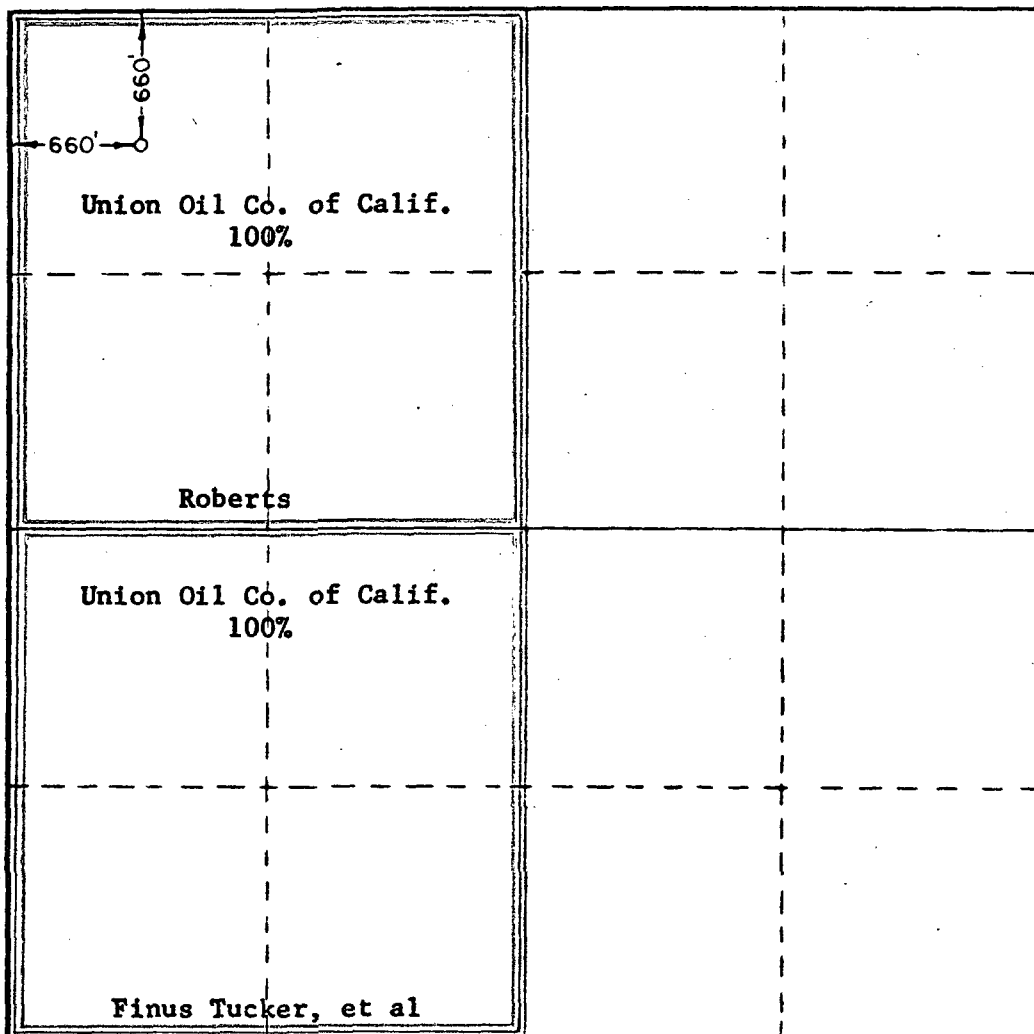 660'
660'
Union Oil Co. of Calif.
100%
Roberts
Union Oil Co. of Calif.
100%
Finus Tucker, et al